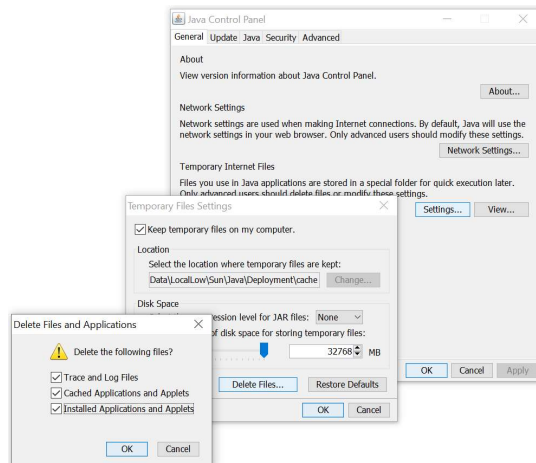 Java Control Panel
General Update Java Security Advanced
About
View version information about Java Control Panel.
About...
Network Settings
Network settings are used when making Internet connections. By default, Java will use the
network settings in your web browser. Only advanced users should modify these settings.
Network Settings...
Temporary Internet Files
Files you use in Java applications are stored in a special folder for quick execution later.
Only advanced users should delete files or modify these settings.
Settings... View...
OK Cancel Apply
Temporary Files Settings
Keep temporary files on my computer.
Location
Select the location where temporary files are kept:
Data\LocalLow\Sun\Java\Deployment\cache Change...
Disk Space
level for JAR files: None
of disk space for storing temporary files:
32768 MB
Delete Files... Restore Defaults
OK Cancel
Delete Files and Applications
Delete the following files?
Trace and Log Files
Cached Applications and Applets
Installed Applications and Applets
OK Cancel